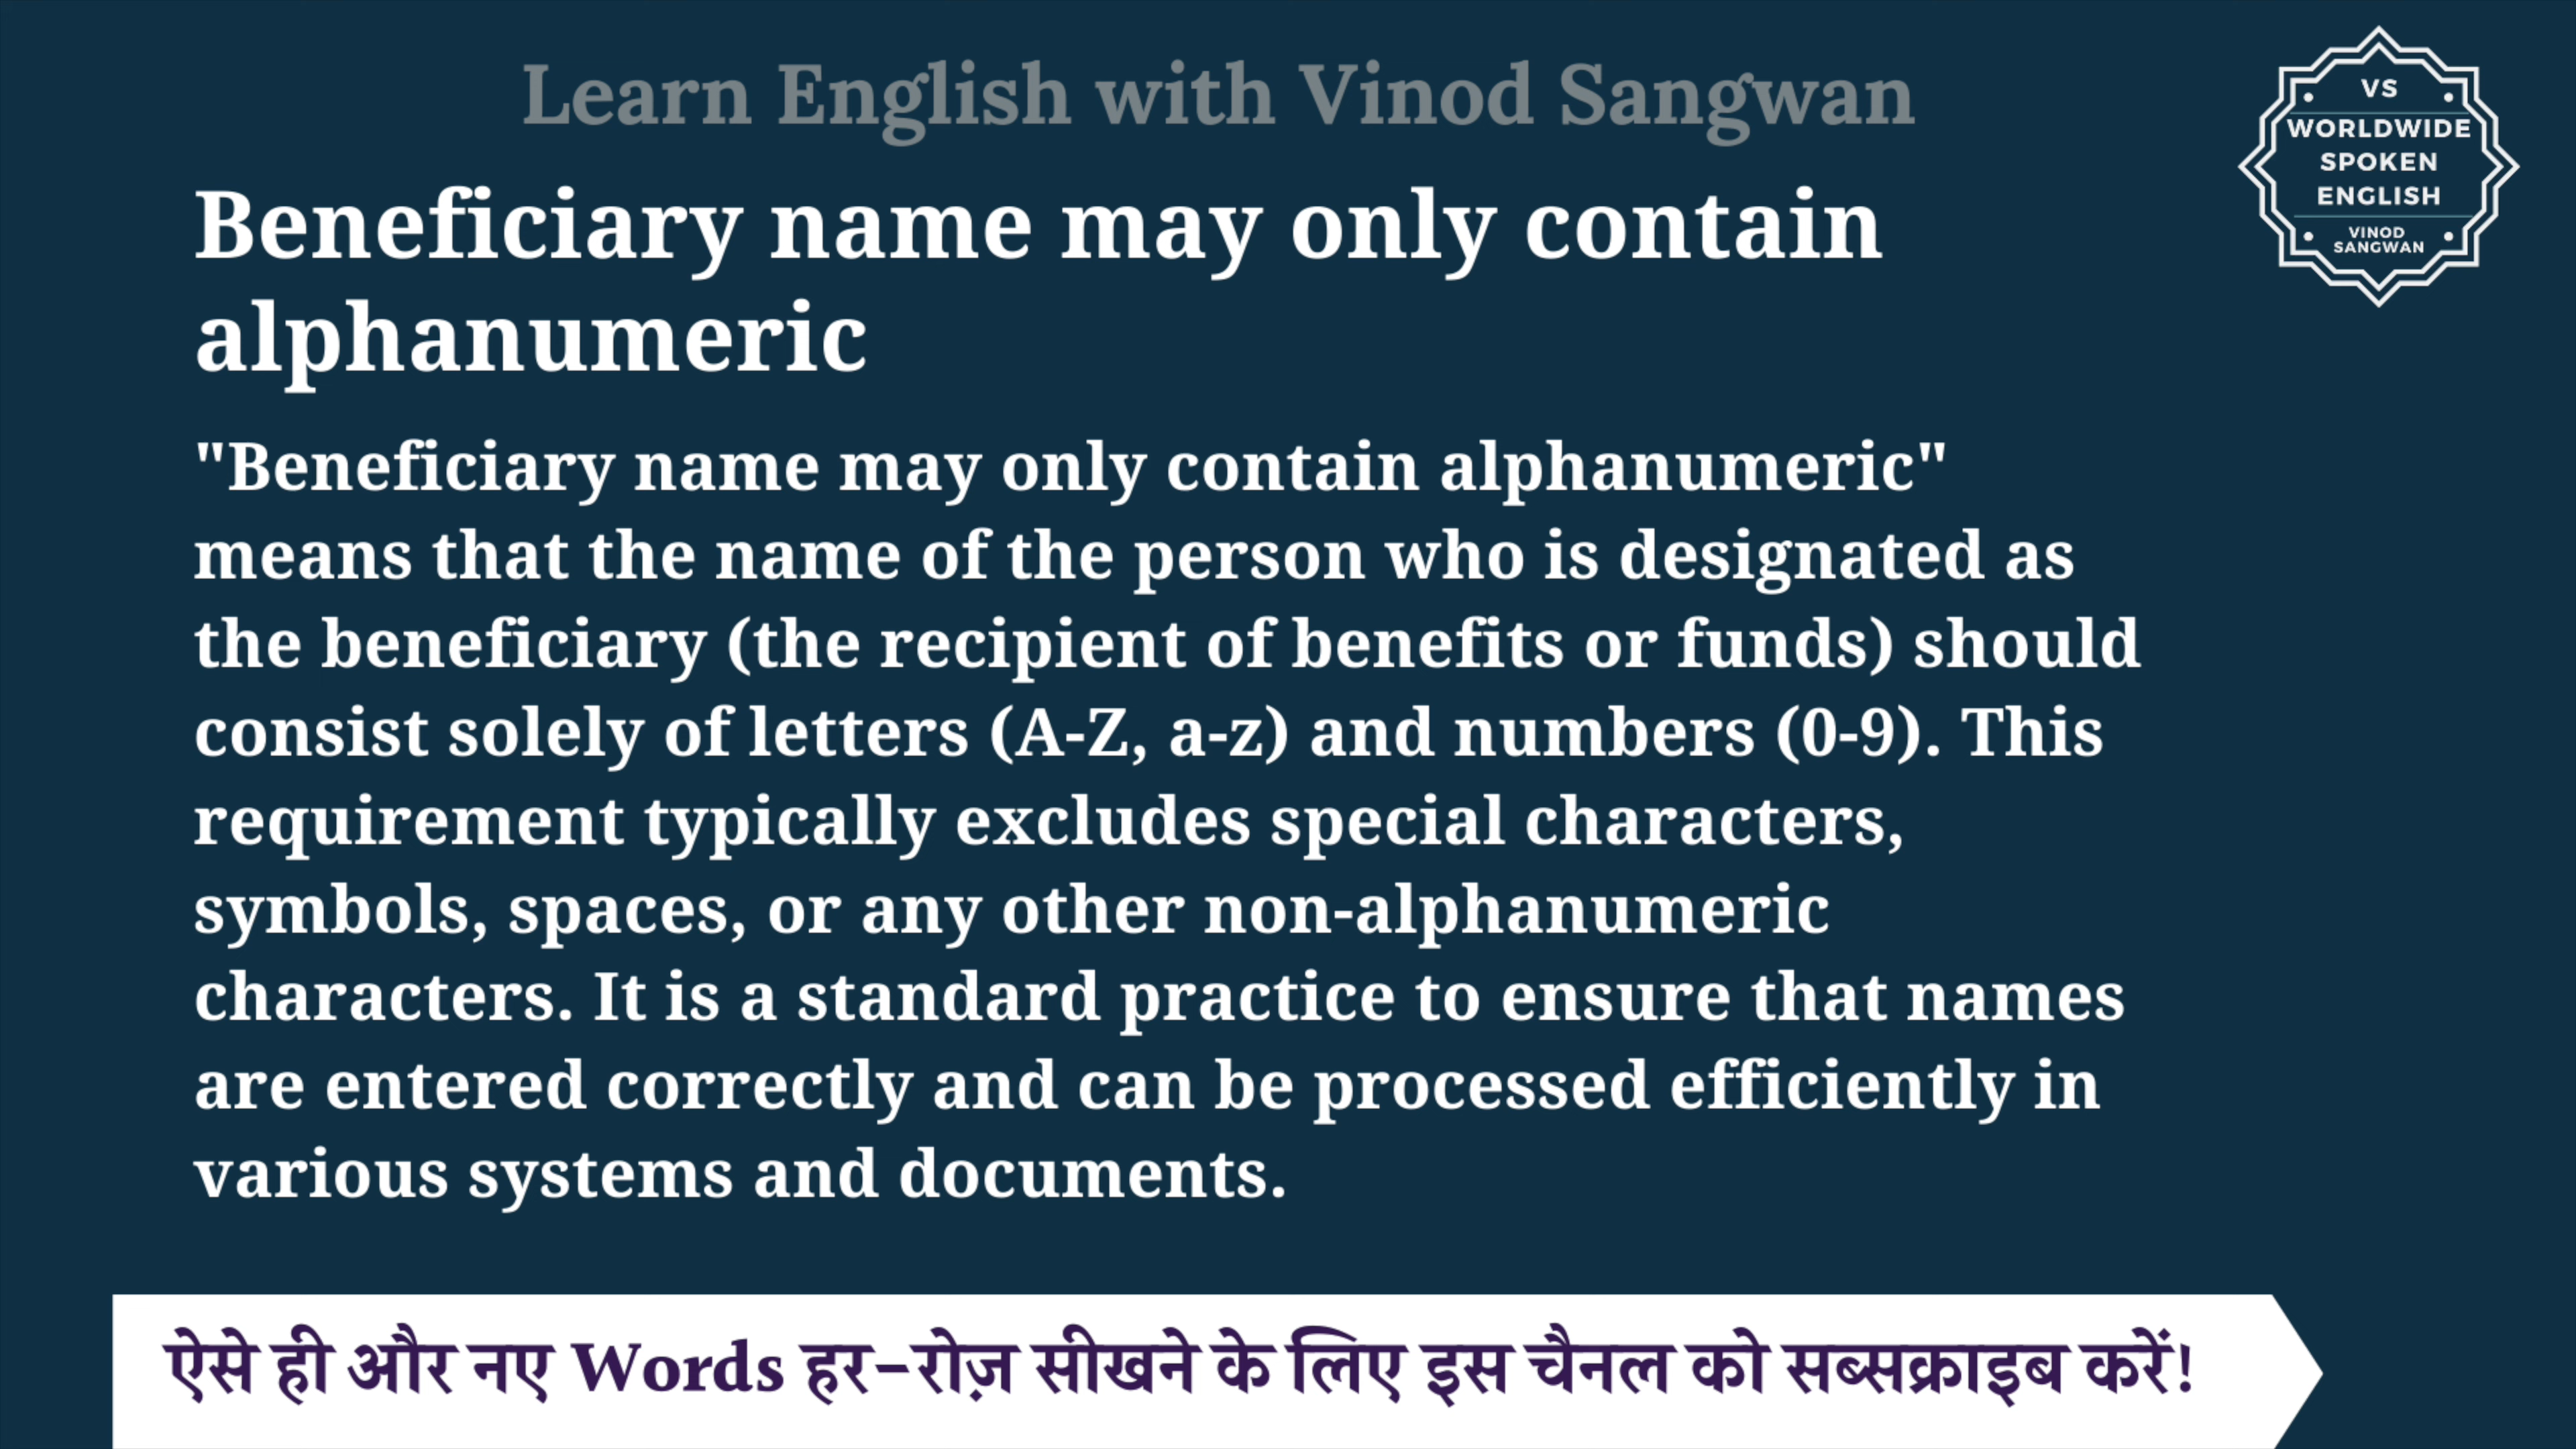 Learn English with Vinod Sangwan
VS
WORLDWIDE
SPOKEN
ENGLISH
VINOD
SANGWAN
Beneficiary name may only contain
alphanumeric
"Beneficiary name may only contain alphanumeric"
means that the name of the person who is designated as
the beneficiary (the recipient of benefits or funds) should
consist solely of letters (A-Z, a-z) and numbers (0-9). This
requirement typically excludes special characters,
symbols, spaces, or any other non-alphanumeric
characters. It is a standard practice to ensure that names
are entered correctly and can be processed efficiently in
various systems and documents.
ऐसे ही और नए Words हर-रोज़ सीखने के लिए इस चैनल को सब्सक्राइब करें!